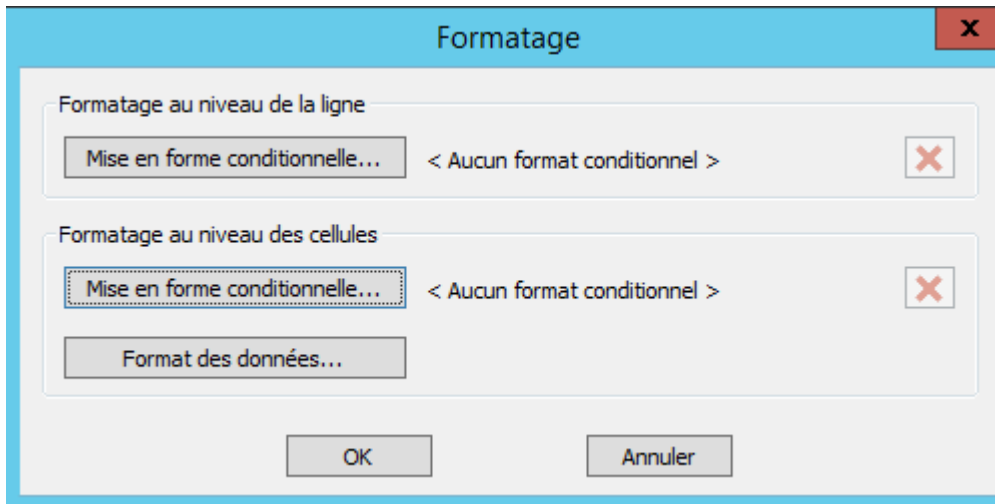 Formatage
x
Formatage au niveau de la ligne
Mise en forme conditionnelle... < Aucun format conditionnel >
Formatage au niveau des cellules
Mise en forme conditionnelle... < Aucun format conditionnel >
Format des données...
OK Annuler